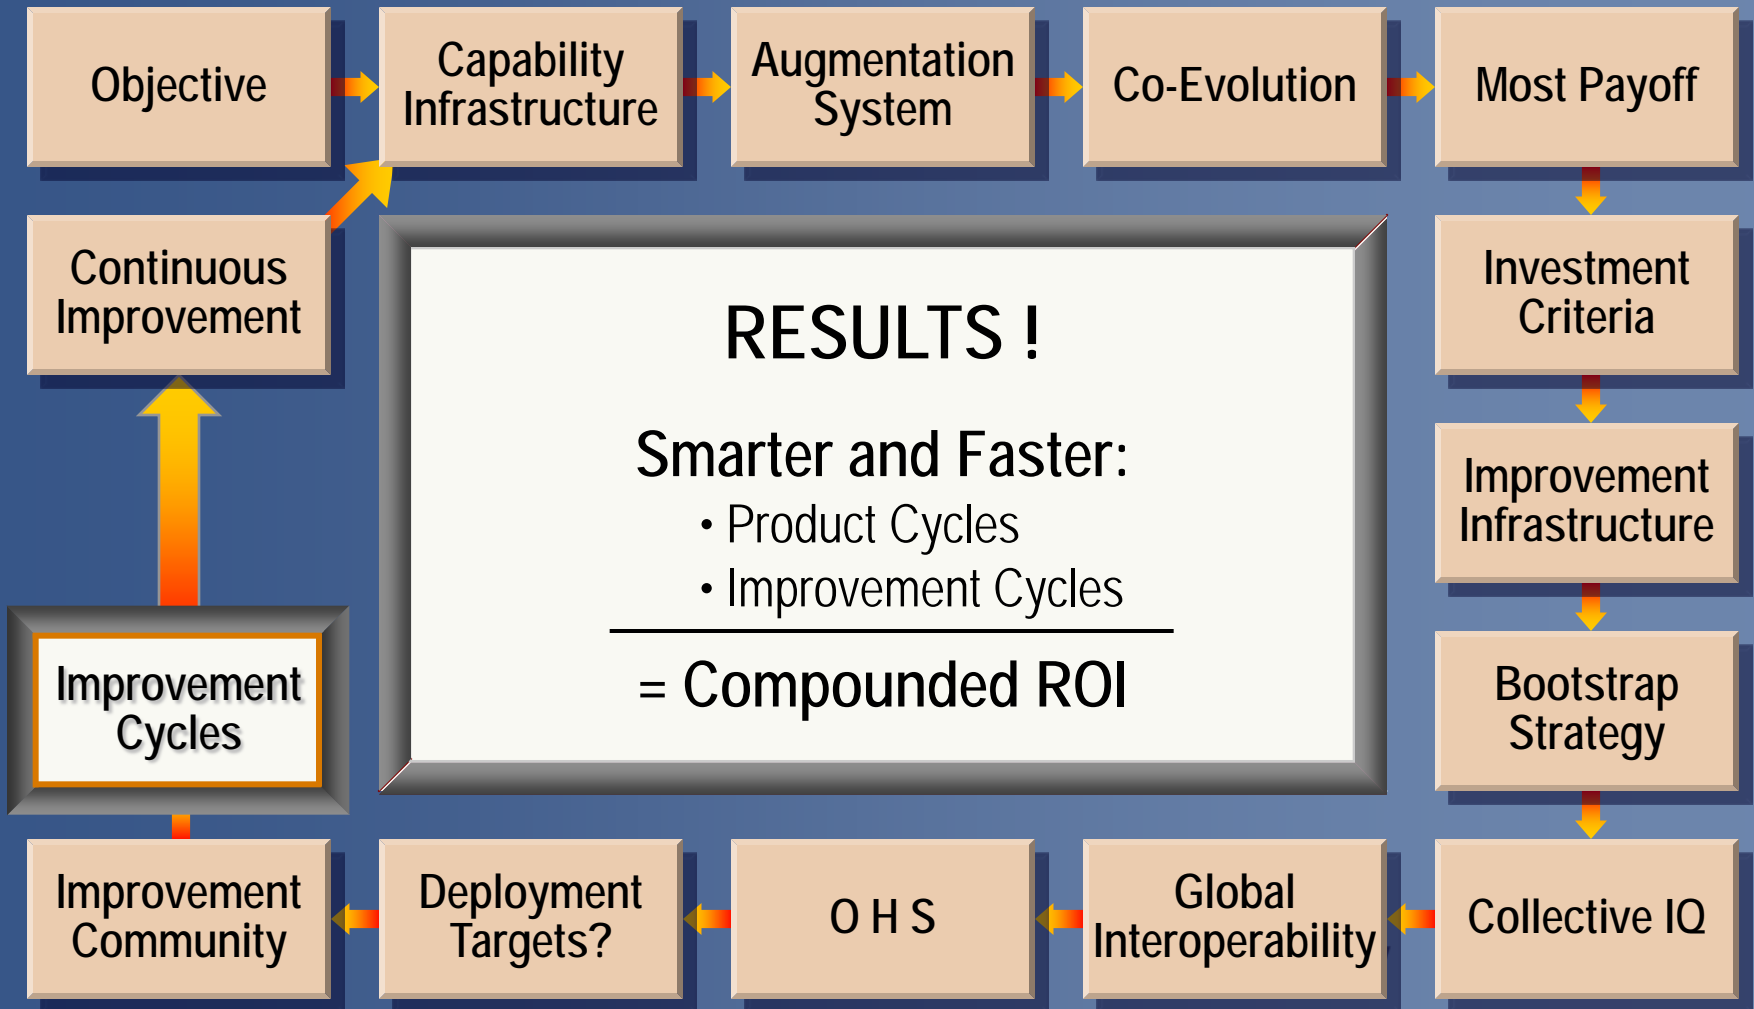 Objective
Capability
Infrastructure
Augmentation
System
Co-Evolution
Most Payoff
Continuous
Improvement
RESULTS !
Smarter and Faster:
• Product Cycles
• Improvement Cycles
= Compounded ROI
Investment
Criteria
Improvement
Infrastructure
Improvement
Cycles
Bootstrap
Strategy
Improvement
Community
Deployment
Targets?
O H S
Global
Interoperability
Collective IQ